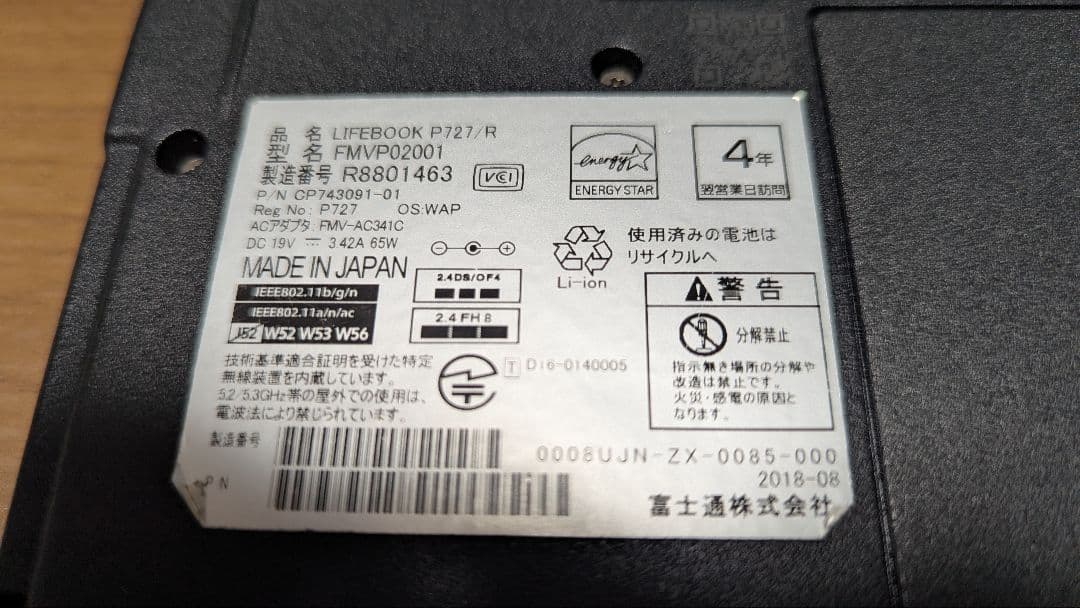 品 名 LIFEBOOK P727/R
型 名 FMVP02001
製造番号 R8801463
VCI
P/N CP743091-01
Reg No: P727 OS:WAP
ACアダプタ: FMV-AC341C
DC 19V 3.42A 65W
MADE IN JAPAN
IEEE802.11b/g/n
IEEE802.11a/n/ac
J52 W52 W53 W56
2.4DS/OF4
2.4FH8
energy
ENERGY STAR
4年
翌営業日訪問
使用済みの電池は
リサイクルへ
Li-ion
警告
分解禁止
指示無き場所の分解や
改造は禁止です。
火災・感電の原因と
なります。
技術基準適合証明を受けた特定
無線装置を内蔵しています。
5.2/5.3GHz帯の屋外での使用は、
電波法により禁じられています。
T D16-0140005
製造番号
P N
0008UJN-ZX-0085-000
2018-08
富士通株式会社